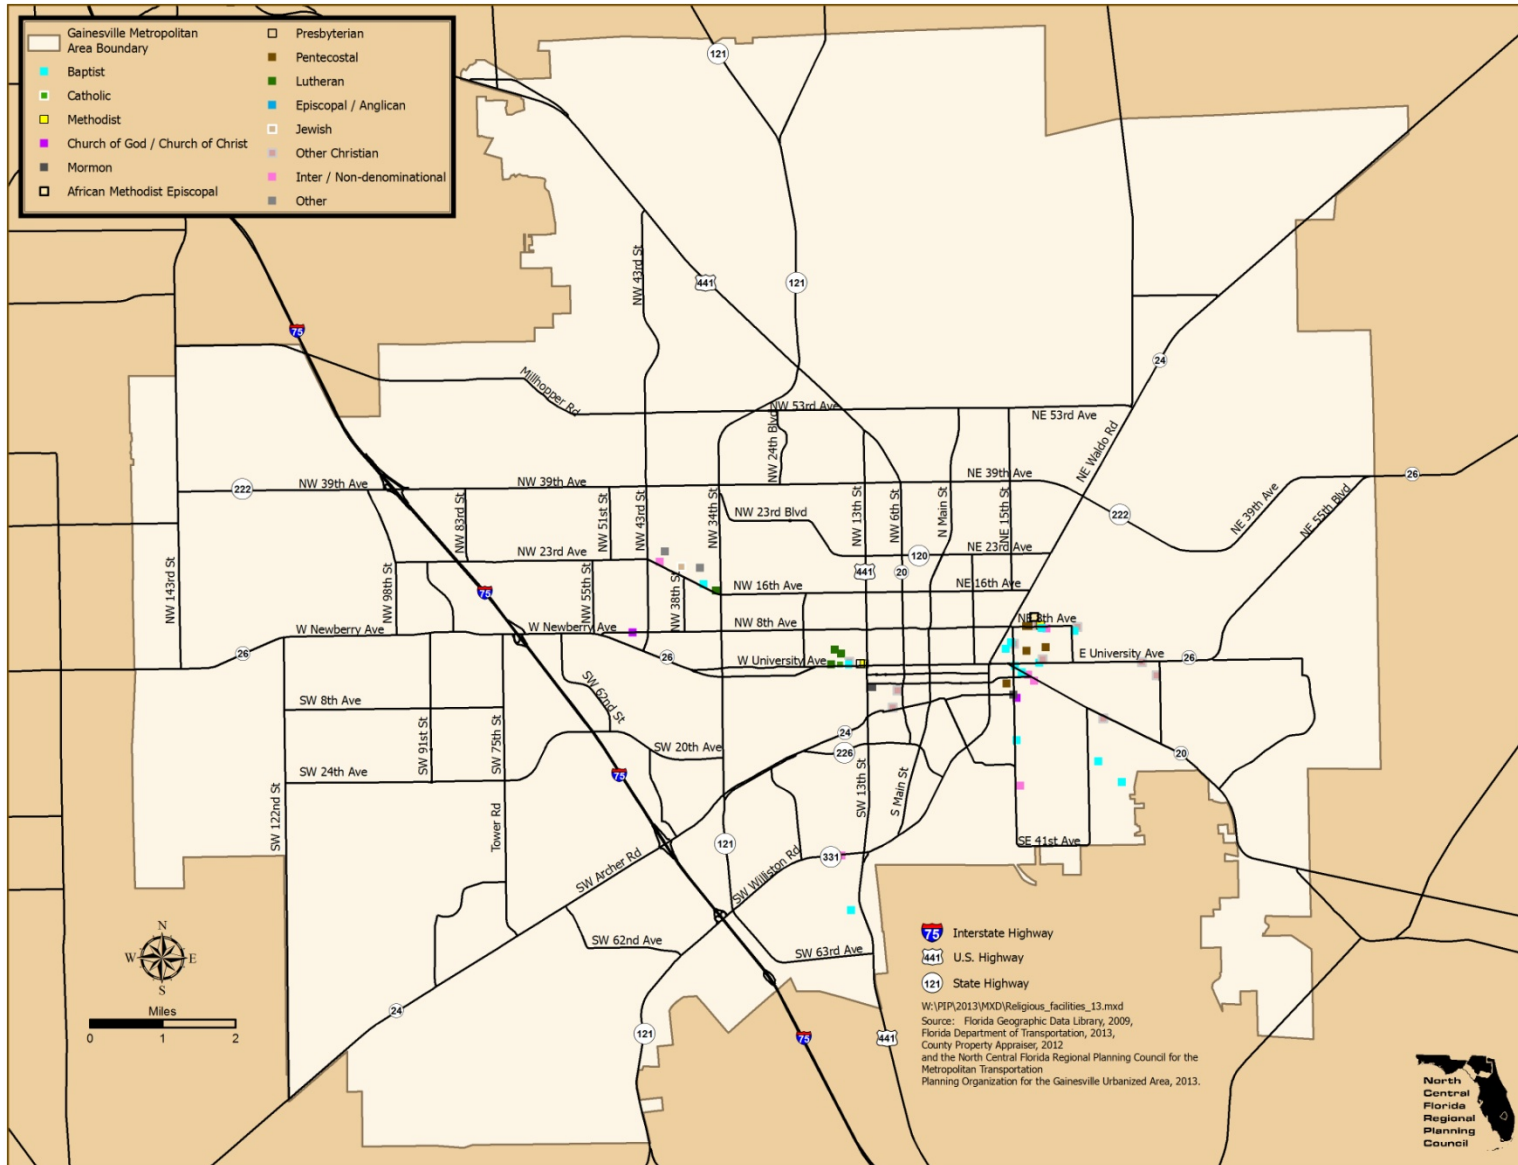 Gainesville Metropolitan
Area Boundary
Baptist
Catholic
Methodist
Church of God / Church of Christ
Mormon
African Methodist Episcopal
Presbyterian
Pentecostal
Lutheran
Episcopal / Anglican
Jewish
Other Christian
Inter / Non-denominational
Other
121
NW 43rd St
441
121
75
24
Millhopper Rd
NW 53rd Ave
NE 53rd Ave
NW 24th Blvd
NE Waldo Rd
26
222
NW 39th Ave
NW 39th Ave
NE 39th Ave
222
NE 39th Ave
NE 55th Blvd
NW 83rd St
NW 51st St
NW 43rd St
NW 34th St
NW 23rd Blvd
NW 13th St
NW 6th St
N Main St
NE 15th St
NW 143rd St
NW 98th St
NW 23rd Ave
120
NE 23rd Ave
441
20
75
NW 55th St
NW 38th St
NW 16th Ave
NE 16th Ave
W Newberry Ave
W Newberry Ave
NW 8th Ave
NE 8th Ave
26
26
W University Ave
E University Ave
26
SW 8th Ave
SW 91st St
SW 75th St
SW 62nd St
SW 24th Ave
SW 20th Ave
24
226
20
75
SW 122nd St
Tower Rd
SW 13th St
S Main St
121
SW Archer Rd
SW Williston Rd
331
SE 41st Ave
SW 62nd Ave
SW 63rd Ave
24
121
75
441
N
W
E
S
Miles
0
1
2
75
Interstate Highway
441
U.S. Highway
121
State Highway
W:\PIP\2013\MXD\Religious_facilities_13.mxd
Source: Florida Geographic Data Library, 2009,
Florida Department of Transportation, 2013,
County Property Appraiser, 2012
and the North Central Florida Regional Planning Council for the
Metropolitan Transportation
Planning Organization for the Gainesville Urbanized Area, 2013.
North
Central
Florida
Regional
Planning
Council